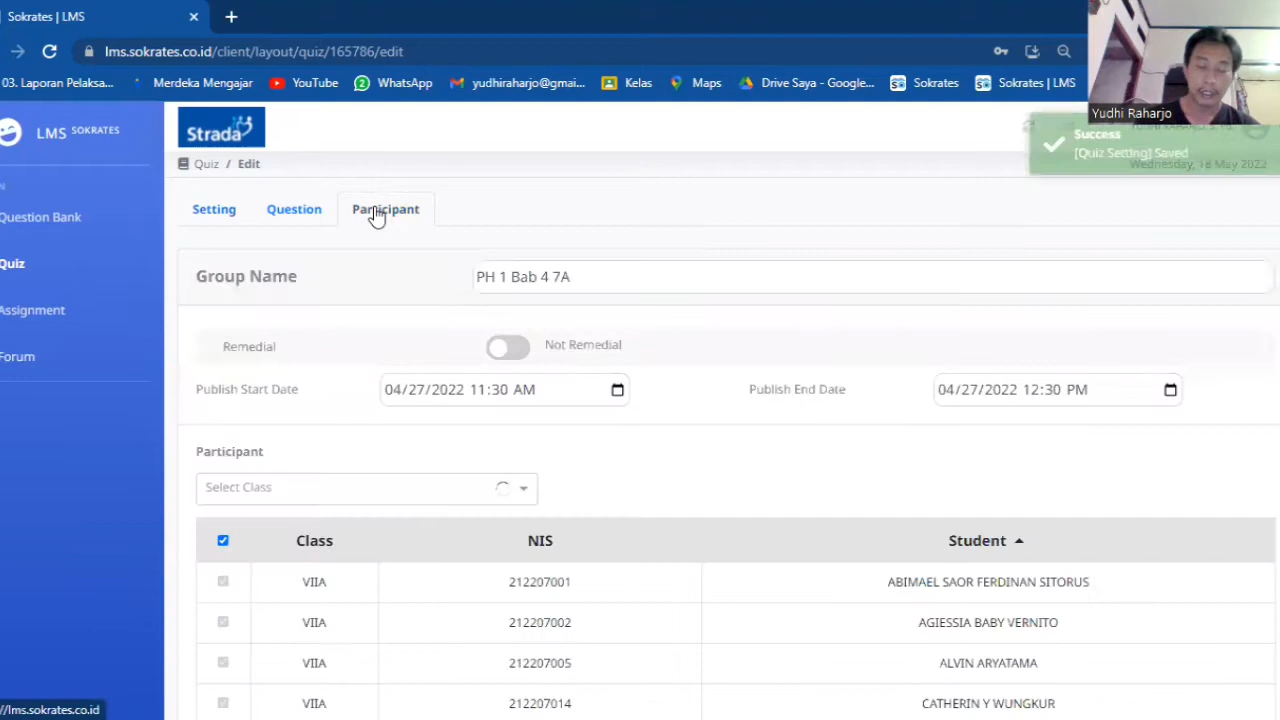 Sokrates | LMS
lms.sokrates.co.id/client/layout/quiz/165786/edit
03. Laporan Pelaksa... Merdeka Mengajar YouTube WhatsApp yudhiraharjo@gmai... Kelas Maps Drive Saya - Google... Sokrates Sokrates | LMS
Yudhi Raharjo
LMS SOKRATES
Strada
Success
[Quiz Setting] Saved
Wednesday, 18 May 2022
Quiz / Edit
Setting Question Participant
N
Question Bank
Quiz
Assignment
Forum
Group Name PH 1 Bab 4 7A
Remedial Not Remedial
Publish Start Date 04/27/2022 11:30 AM Publish End Date 04/27/2022 12:30 PM
Participant
Select Class
Class NIS Student
VIIA 212207001 ABIMAEL SAOR FERDINAN SITORUS
VIIA 212207002 AGIESSIA BABY VERNITO
VIIA 212207005 ALVIN ARYATAMA
VIIA 212207014 CATHERIN Y WUNGKUR
//lms.sokrates.co.id